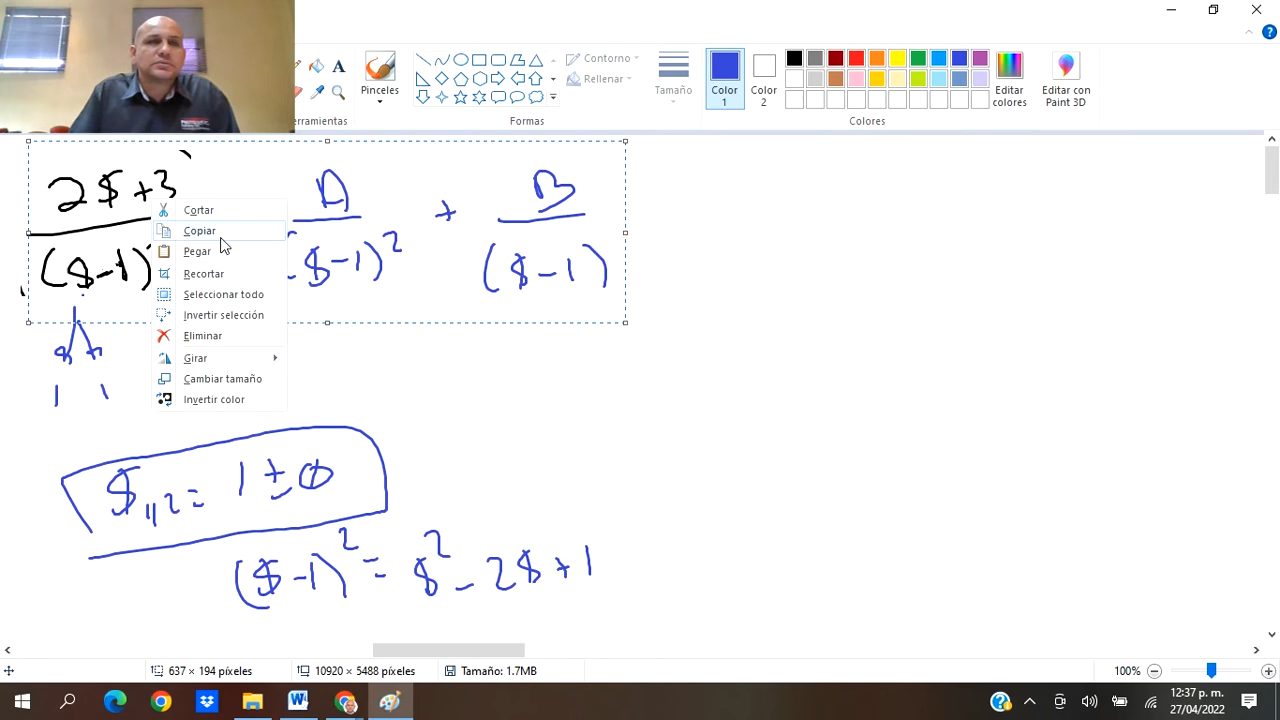 Contorno
Rellenar
Pinceles
Tamaño
Color 1
Color 2
Editar colores
Editar con Paint 3D
rramientas
Formas
Colores
2$+3 A + B
($-1) $-1)² ($-1)
Cortar
Copiar
Pegar
Recortar
Seleccionar todo
Invertir selección
Eliminar
Girar
Cambiar tamaño
Invertir color
1 1
$1,2 = 1 ± 0
($-1)² = $² - 2$ + 1
637 × 194 píxeles
10920 × 5488 píxeles
Tamaño: 1.7MB
100%
12:37 p. m.
27/04/2022